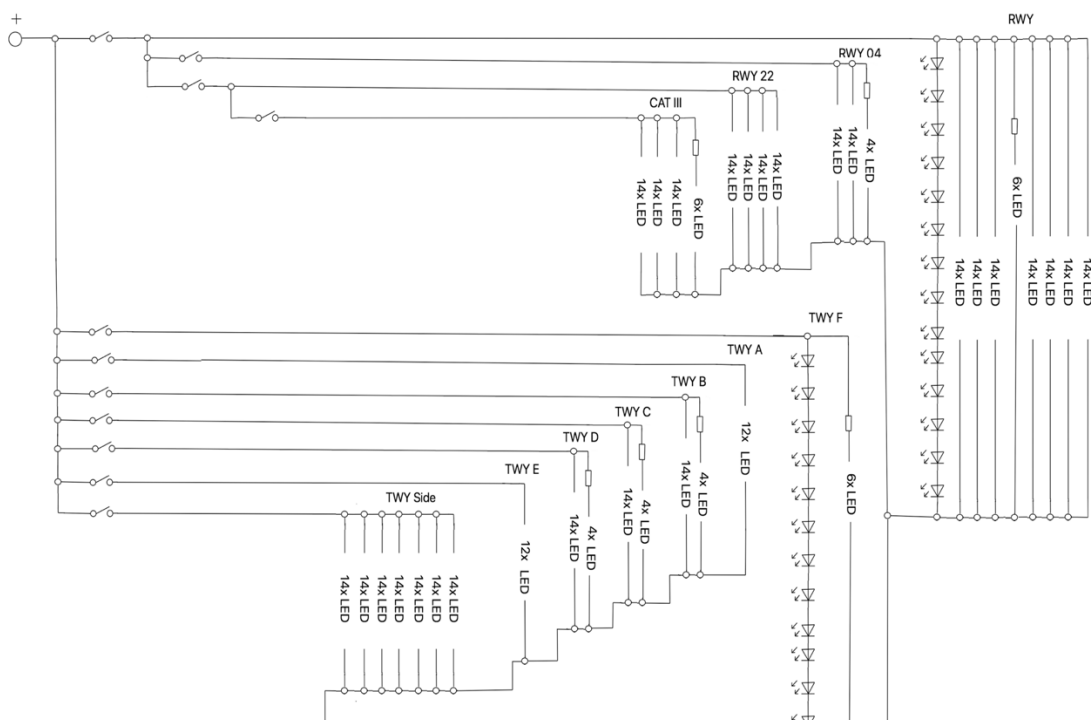 +
RWY
14x LED
14x LED
14x LED
6x LED
14x LED
14x LED
14x LED
14x LED
RWY 04
14x LED
14x LED
4x LED
RWY 22
14x LED
14x LED
14x LED
14x LED
CAT III
14x LED
14x LED
14x LED
6x LED
TWY F
6x LED
TWY A
12x LED
TWY B
14x LED
4x LED
TWY C
14x LED
4x LED
TWY D
14x LED
4x LED
TWY E
12x LED
TWY Side
14x LED
14x LED
14x LED
14x LED
14x LED
14x LED
14x LED